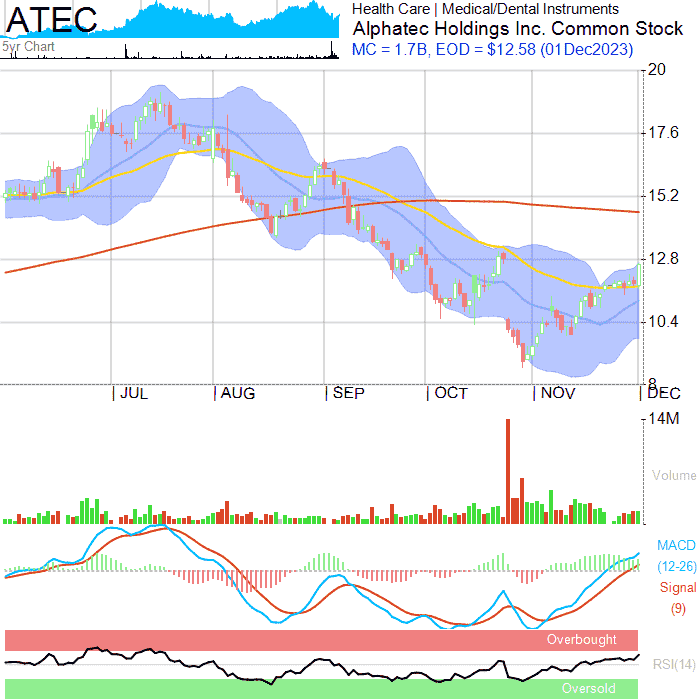 ATEC
5yr Chart
Health Care | Medical/Dental Instruments
Alphatec Holdings Inc. Common Stock
MC = 1.7B, EOD = $12.58 (01Dec2023)
20
17.6
15.2
12.8
10.4
8
JUL AUG SEP OCT NOV DEC
14M
Volume
MACD
(12-26)
Signal
(9)
Overbought
RSI(14)
Oversold